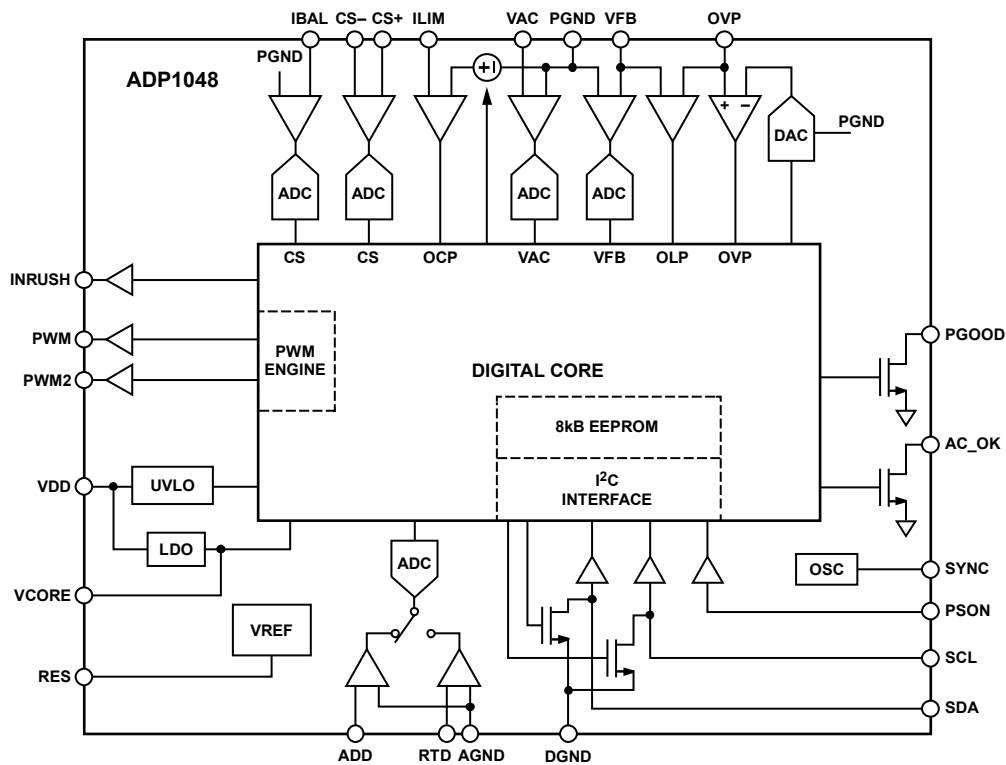 IBAL CS– CS+ ILIM VAC PGND VFB OVP
PGND
ADP1048
+ –
+ –
DAC
PGND
ADC ADC ADC ADC
CS CS OCP VAC VFB OLP OVP
INRUSH
PWM
PWM2
PWM
ENGINE
DIGITAL CORE
8kB EEPROM
I²C
INTERFACE
PGOOD
AC_OK
VDD
UVLO
LDO
VCORE
ADC
VREF
RES
OSC
SYNC
PSON
SCL
SDA
ADD RTD AGND DGND